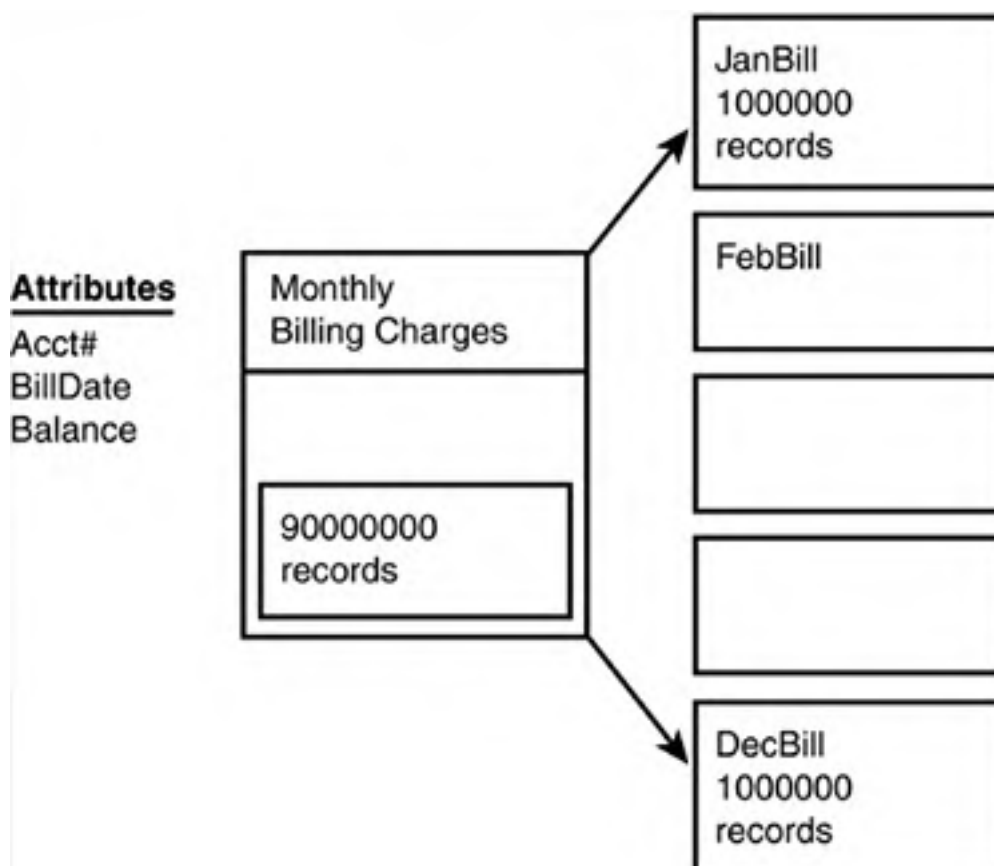 Attributes
Acct#
BillDate
Balance
Monthly
Billing Charges
90000000
records
JanBill
1000000
records
FebBill
DecBill
1000000
records